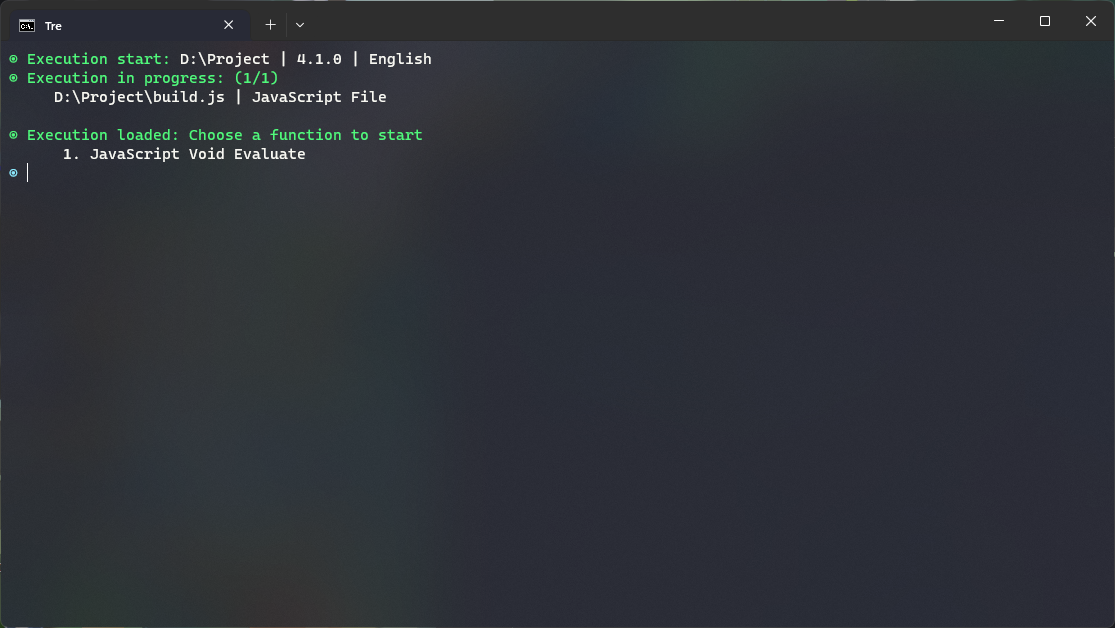 Tre
Execution start: D:\Project | 4.1.0 | English
Execution in progress: (1/1)
D:\Project\build.js | JavaScript File
Execution loaded: Choose a function to start
1. JavaScript Void Evaluate